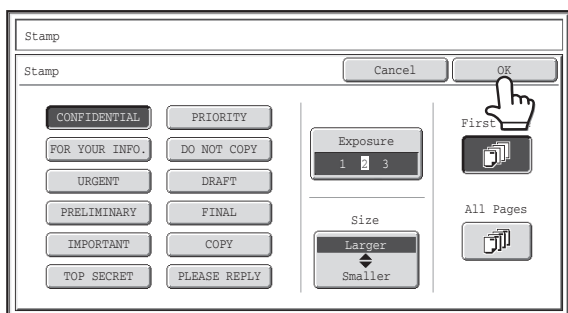 Stamp
Stamp
Cancel
OK
CONFIDENTIAL
PRIORITY
FOR YOUR INFO.
DO NOT COPY
URGENT
DRAFT
PRELIMINARY
FINAL
IMPORTANT
COPY
TOP SECRET
PLEASE REPLY
Exposure
1 2 3
Size
Larger
Smaller
First
All Pages